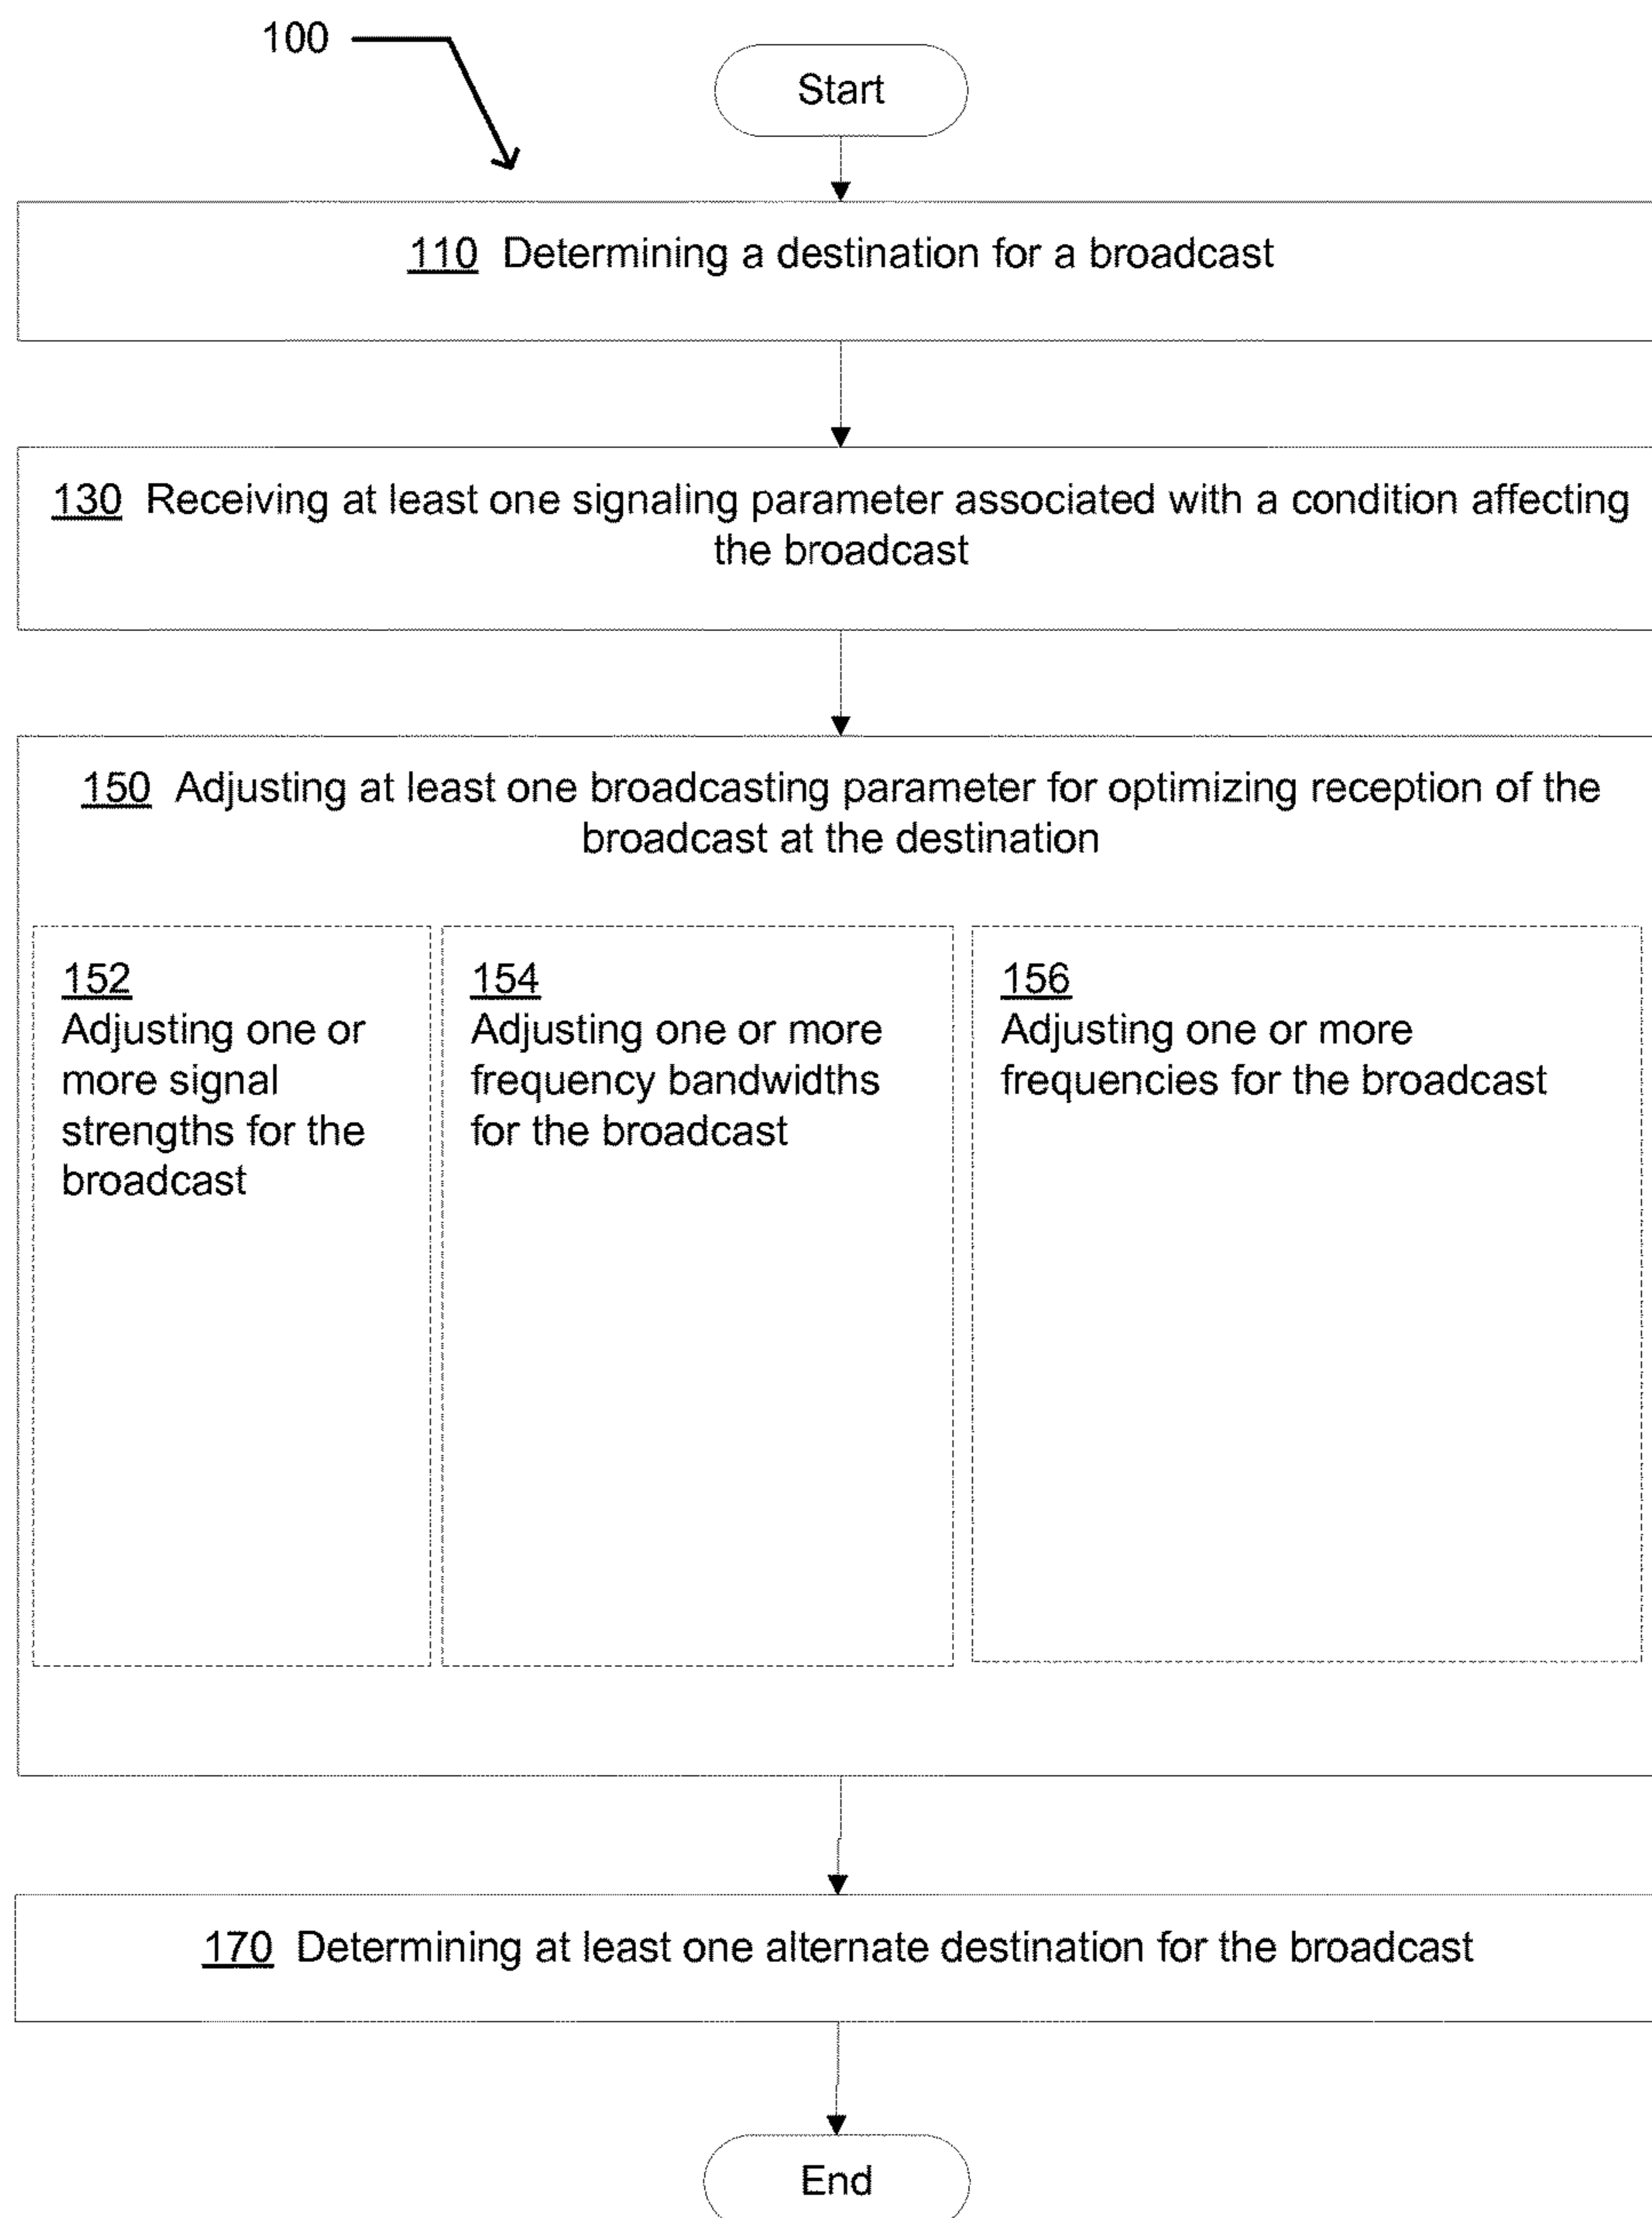 100
Start
110 Determining a destination for a broadcast
130 Receiving at least one signaling parameter associated with a condition affecting
the broadcast
150 Adjusting at least one broadcasting parameter for optimizing reception of the
broadcast at the destination
152
Adjusting one or
more signal
strengths for the
broadcast
154
Adjusting one or more
frequency bandwidths
for the broadcast
156
Adjusting one or more
frequencies for the broadcast
170 Determining at least one alternate destination for the broadcast
End